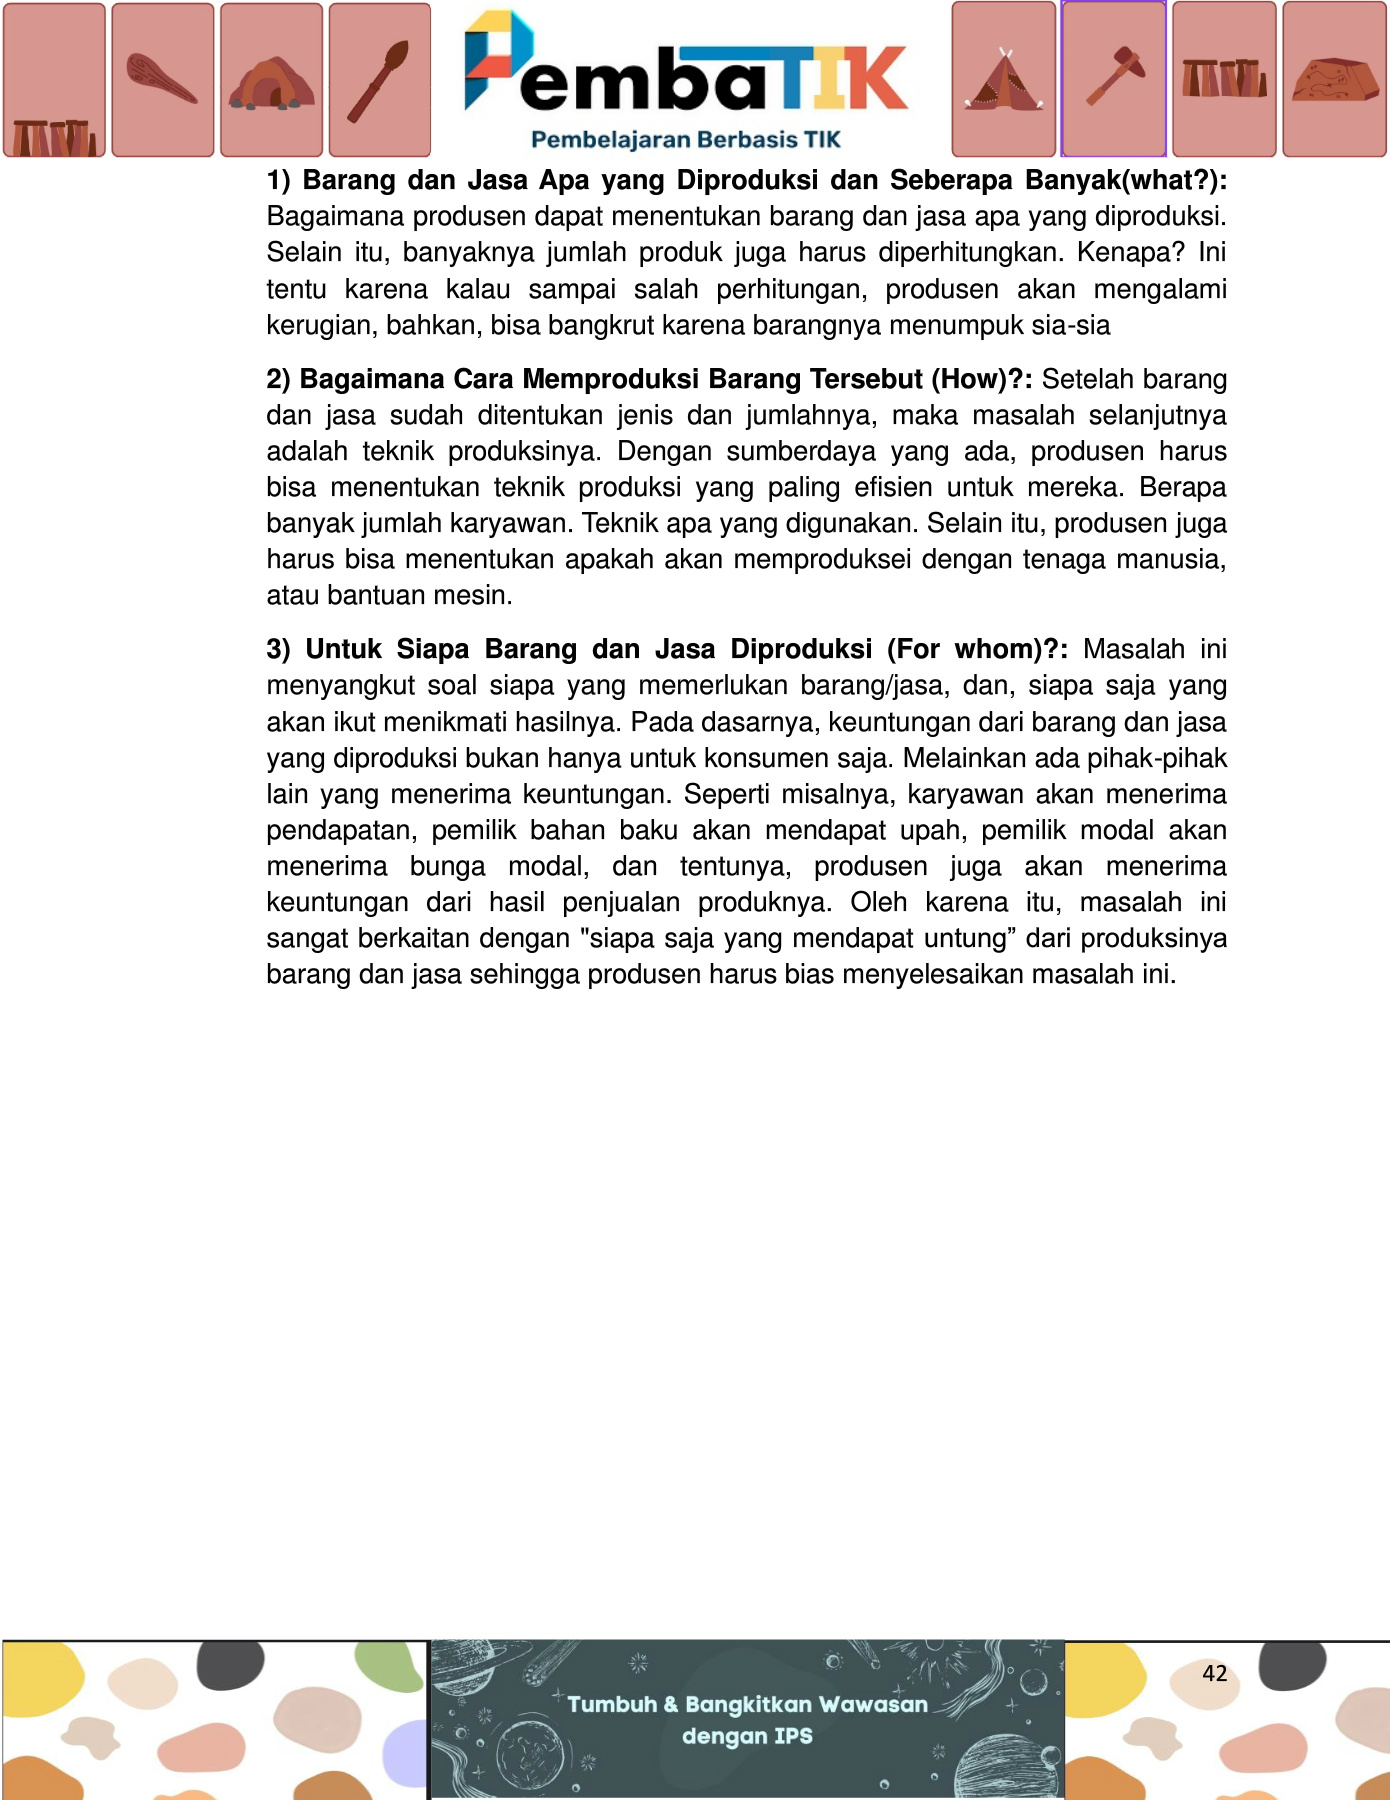 PembaTIK
Pembelajaran Berbasis TIK
1) Barang dan Jasa Apa yang Diproduksi dan Seberapa Banyak(what?):
Bagaimana produsen dapat menentukan barang dan jasa apa yang diproduksi.
Selain itu, banyaknya jumlah produk juga harus diperhitungkan. Kenapa? Ini
tentu karena kalau sampai salah perhitungan, produsen akan mengalami
kerugian, bahkan, bisa bangkrut karena barangnya menumpuk sia-sia
2) Bagaimana Cara Memproduksi Barang Tersebut (How)?: Setelah barang
dan jasa sudah ditentukan jenis dan jumlahnya, maka masalah selanjutnya
adalah teknik produksinya. Dengan sumberdaya yang ada, produsen harus
bisa menentukan teknik produksi yang paling efisien untuk mereka. Berapa
banyak jumlah karyawan. Teknik apa yang digunakan. Selain itu, produsen juga
harus bisa menentukan apakah akan memproduksei dengan tenaga manusia,
atau bantuan mesin.
3) Untuk Siapa Barang dan Jasa Diproduksi (For whom)?: Masalah ini
menyangkut soal siapa yang memerlukan barang/jasa, dan, siapa saja yang
akan ikut menikmati hasilnya. Pada dasarnya, keuntungan dari barang dan jasa
yang diproduksi bukan hanya untuk konsumen saja. Melainkan ada pihak-pihak
lain yang menerima keuntungan. Seperti misalnya, karyawan akan menerima
pendapatan, pemilik bahan baku akan mendapat upah, pemilik modal akan
menerima bunga modal, dan tentunya, produsen juga akan menerima
keuntungan dari hasil penjualan produknya. Oleh karena itu, masalah ini
sangat berkaitan dengan "siapa saja yang mendapat untung” dari produksinya
barang dan jasa sehingga produsen harus bias menyelesaikan masalah ini.
42
Tumbuh & Bangkitkan Wawasan
dengan IPS